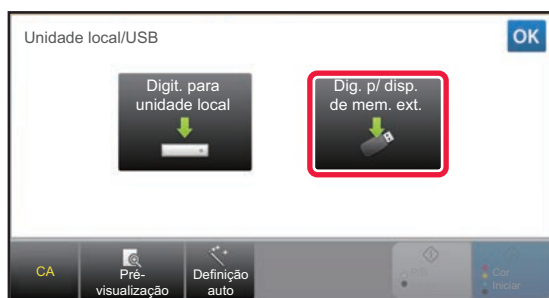 Unidade local/USB
OK
Digit. para
unidade local
Dig. p/ disp.
de mem. ext.
CA
Pré-
visualização
Definição
auto
P.B.
Cor
Iniciar